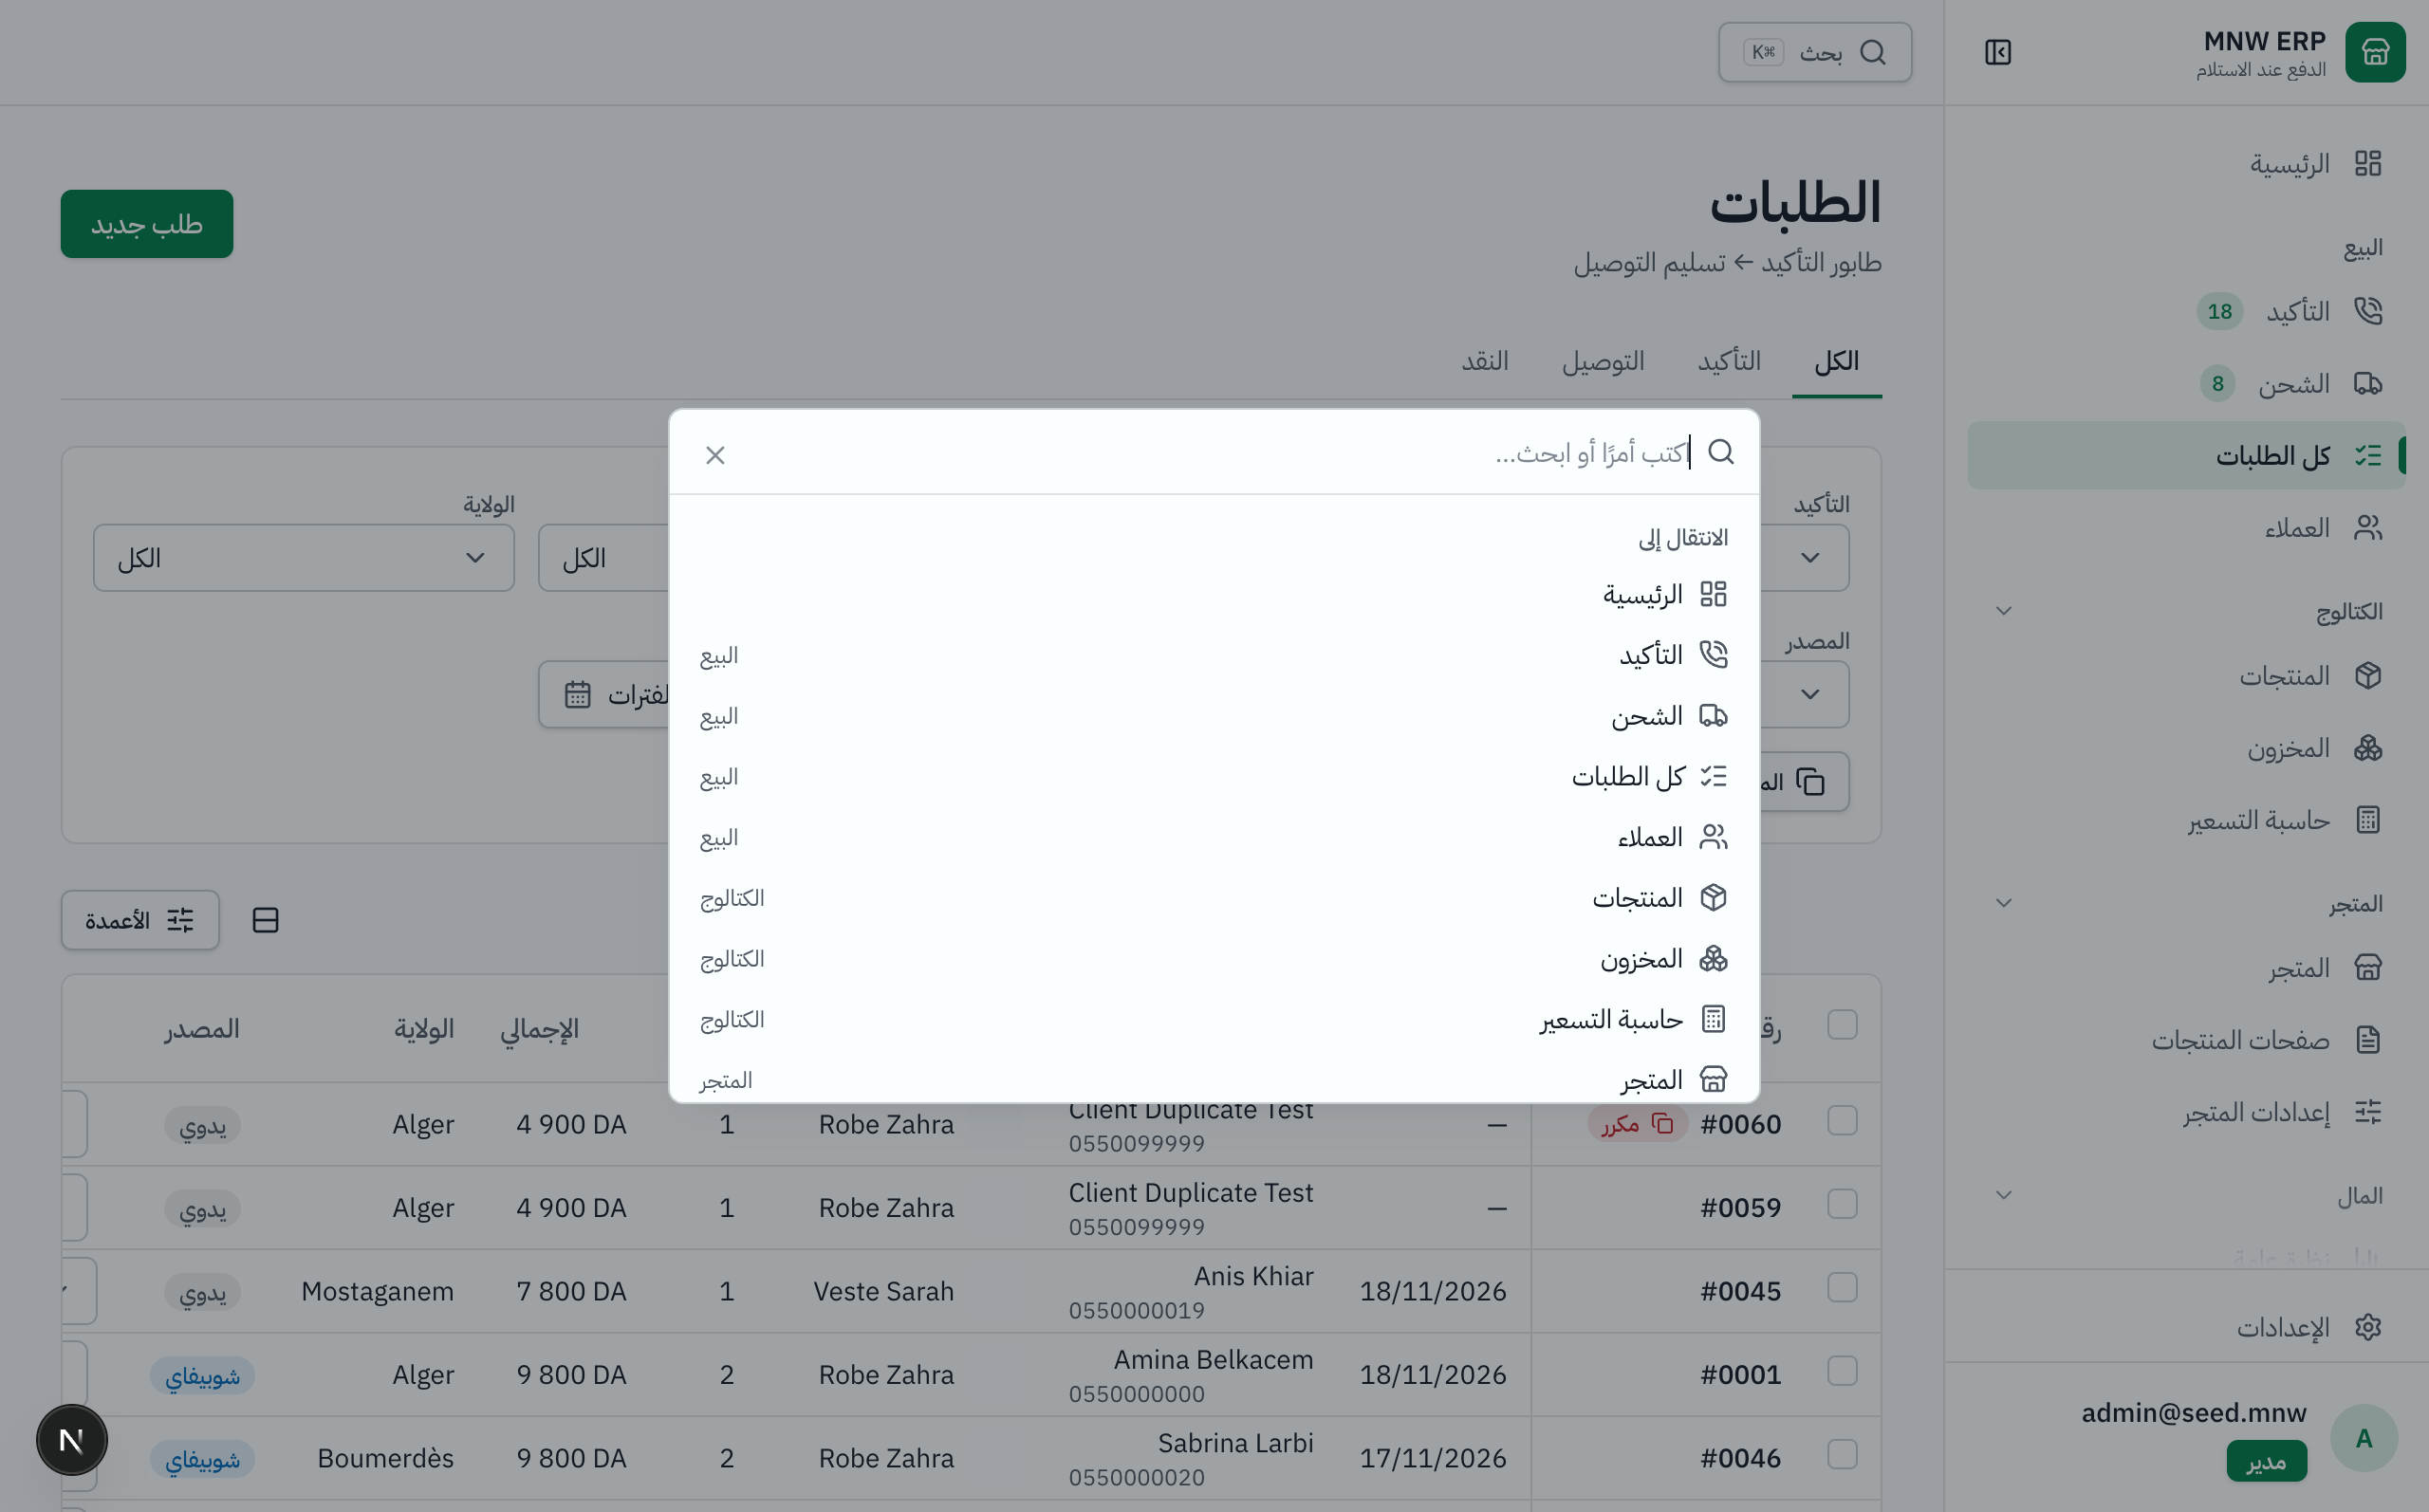 MNW ERP
الدفع عند الاستلام
بحث
⌘K
الرئيسية
البيع
التأكيد 18
الشحن 8
كل الطلبات
العملاء
الكتالوج
المنتجات
المخزون
حاسبة التسعير
المتجر
المتجر
صفحات المنتجات
إعدادات المتجر
المال
نظرة عامة
الإعدادات
A
admin@seed.mnw
مدير
الطلبات
طابور التأكيد ← تسليم التوصيل
طلب جديد
الكل
التأكيد
التوصيل
النقد
التأكيد
الولاية
الكل
الكل
المصدر
اكتب أمرًا أو ابحث...
الانتقال إلى
الرئيسية
التأكيد البيع
الشحن البيع
كل الطلبات البيع
العملاء البيع
المنتجات الكتالوج
المخزون الكتالوج
حاسبة التسعير الكتالوج
المتجر المتجر
الأعمدة
الإجمالي الولاية المصدر
#0060 مكرر — Client Duplicate Test Robe Zahra 1 4 900 DA Alger يدوي
0550099999
#0059 — Client Duplicate Test Robe Zahra 1 4 900 DA Alger يدوي
0550099999
#0045 18/11/2026 Anis Khiar Veste Sarah 1 7 800 DA Mostaganem يدوي
0550000019
#0001 18/11/2026 Amina Belkacem Robe Zahra 2 9 800 DA Alger شوبيفاي
0550000000
#0046 17/11/2026 Sabrina Larbi Robe Zahra 2 9 800 DA Boumerdès شوبيفاي
0550000020
N